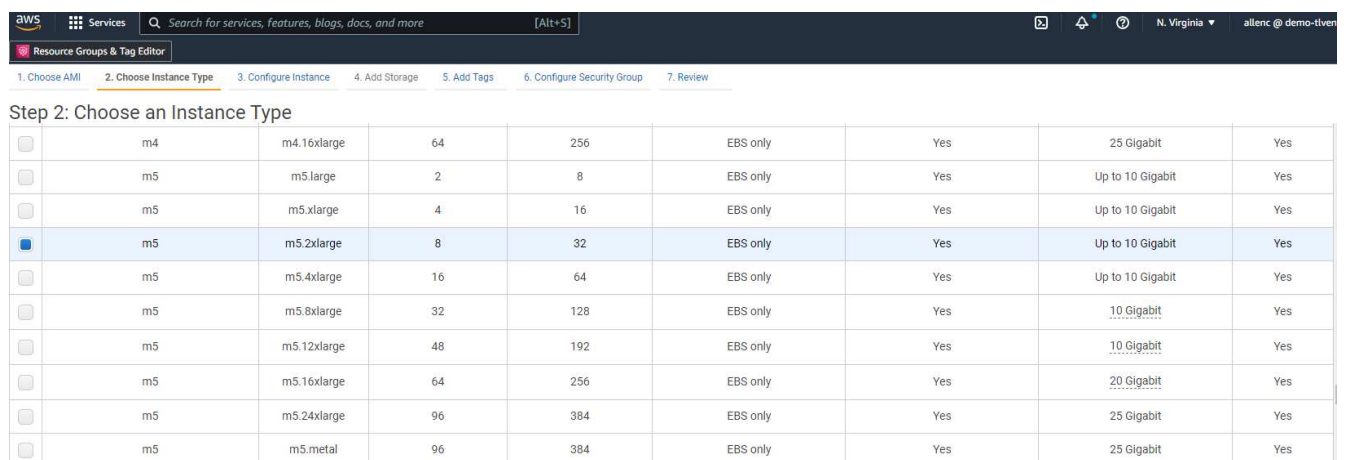 aws Services Search for services, features, blogs, docs, and more [Alt+S] N. Virginia ▼ allenc @ demo-tlven
Resource Groups & Tag Editor
1. Choose AMI 2. Choose Instance Type 3. Configure Instance 4. Add Storage 5. Add Tags 6. Configure Security Group 7. Review
Step 2: Choose an Instance Type
m4 m4.16xlarge 64 256 EBS only Yes 25 Gigabit Yes
m5 m5.large 2 8 EBS only Yes Up to 10 Gigabit Yes
m5 m5.xlarge 4 16 EBS only Yes Up to 10 Gigabit Yes
m5 m5.2xlarge 8 32 EBS only Yes Up to 10 Gigabit Yes
m5 m5.4xlarge 16 64 EBS only Yes Up to 10 Gigabit Yes
m5 m5.8xlarge 32 128 EBS only Yes 10 Gigabit Yes
m5 m5.12xlarge 48 192 EBS only Yes 10 Gigabit Yes
m5 m5.16xlarge 64 256 EBS only Yes 20 Gigabit Yes
m5 m5.24xlarge 96 384 EBS only Yes 25 Gigabit Yes
m5 m5.metal 96 384 EBS only Yes 25 Gigabit Yes